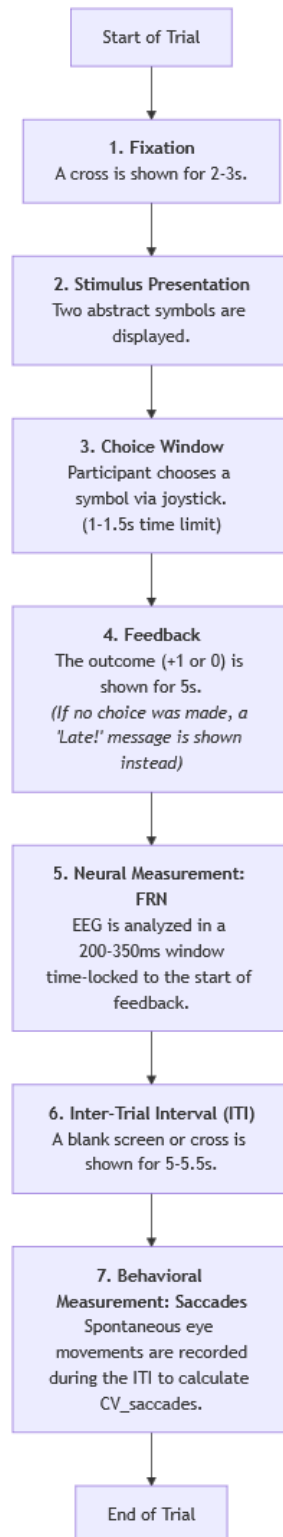 Start of Trial
1. Fixation
A cross is shown for 2-3s.
2. Stimulus Presentation
Two abstract symbols are
displayed.
3. Choice Window
Participant chooses a
symbol via joystick.
(1-1.5s time limit)
4. Feedback
The outcome (+1 or 0) is
shown for 5s.
(If no choice was made, a
'Late!' message is shown
instead)
5. Neural Measurement:
FRN
EEG is analyzed in a
200-350ms window
time-locked to the start of
feedback.
6. Inter-Trial Interval (ITI)
A blank screen or cross is
shown for 5-5.5s.
7. Behavioral
Measurement: Saccades
Spontaneous eye
movements are recorded
during the ITI to calculate
CV_saccades.
End of Trial